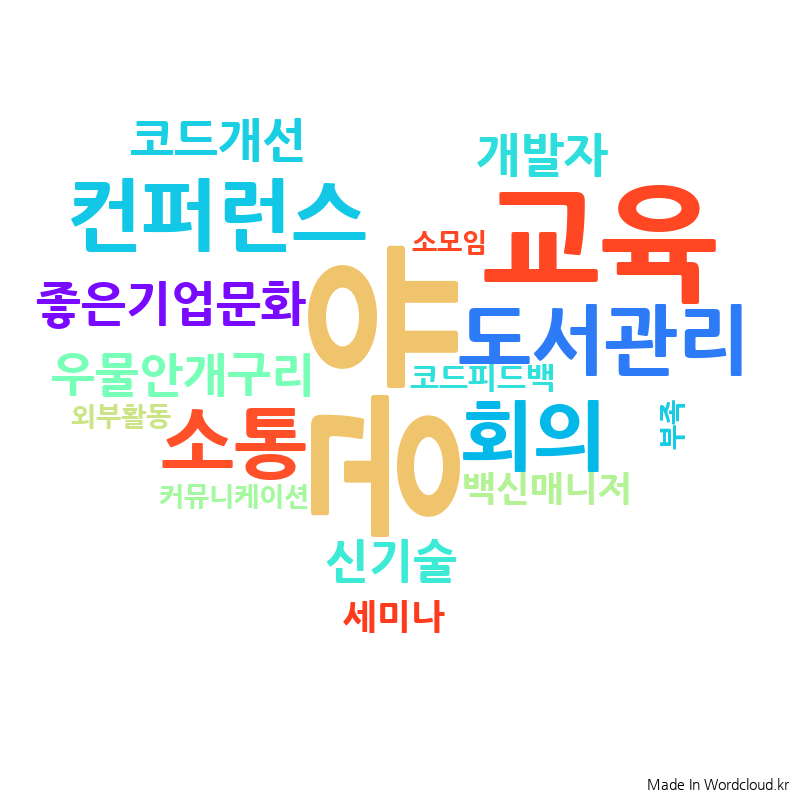 코드개선
개발자
컨퍼런스
교육
소모임
좋은기업문화
공유
도서관리
우물안개구리
코드피드백
외부활동
소통
회의
부족
커뮤니케이션
백신매니저
신기술
세미나
Made In Wordcloud.kr